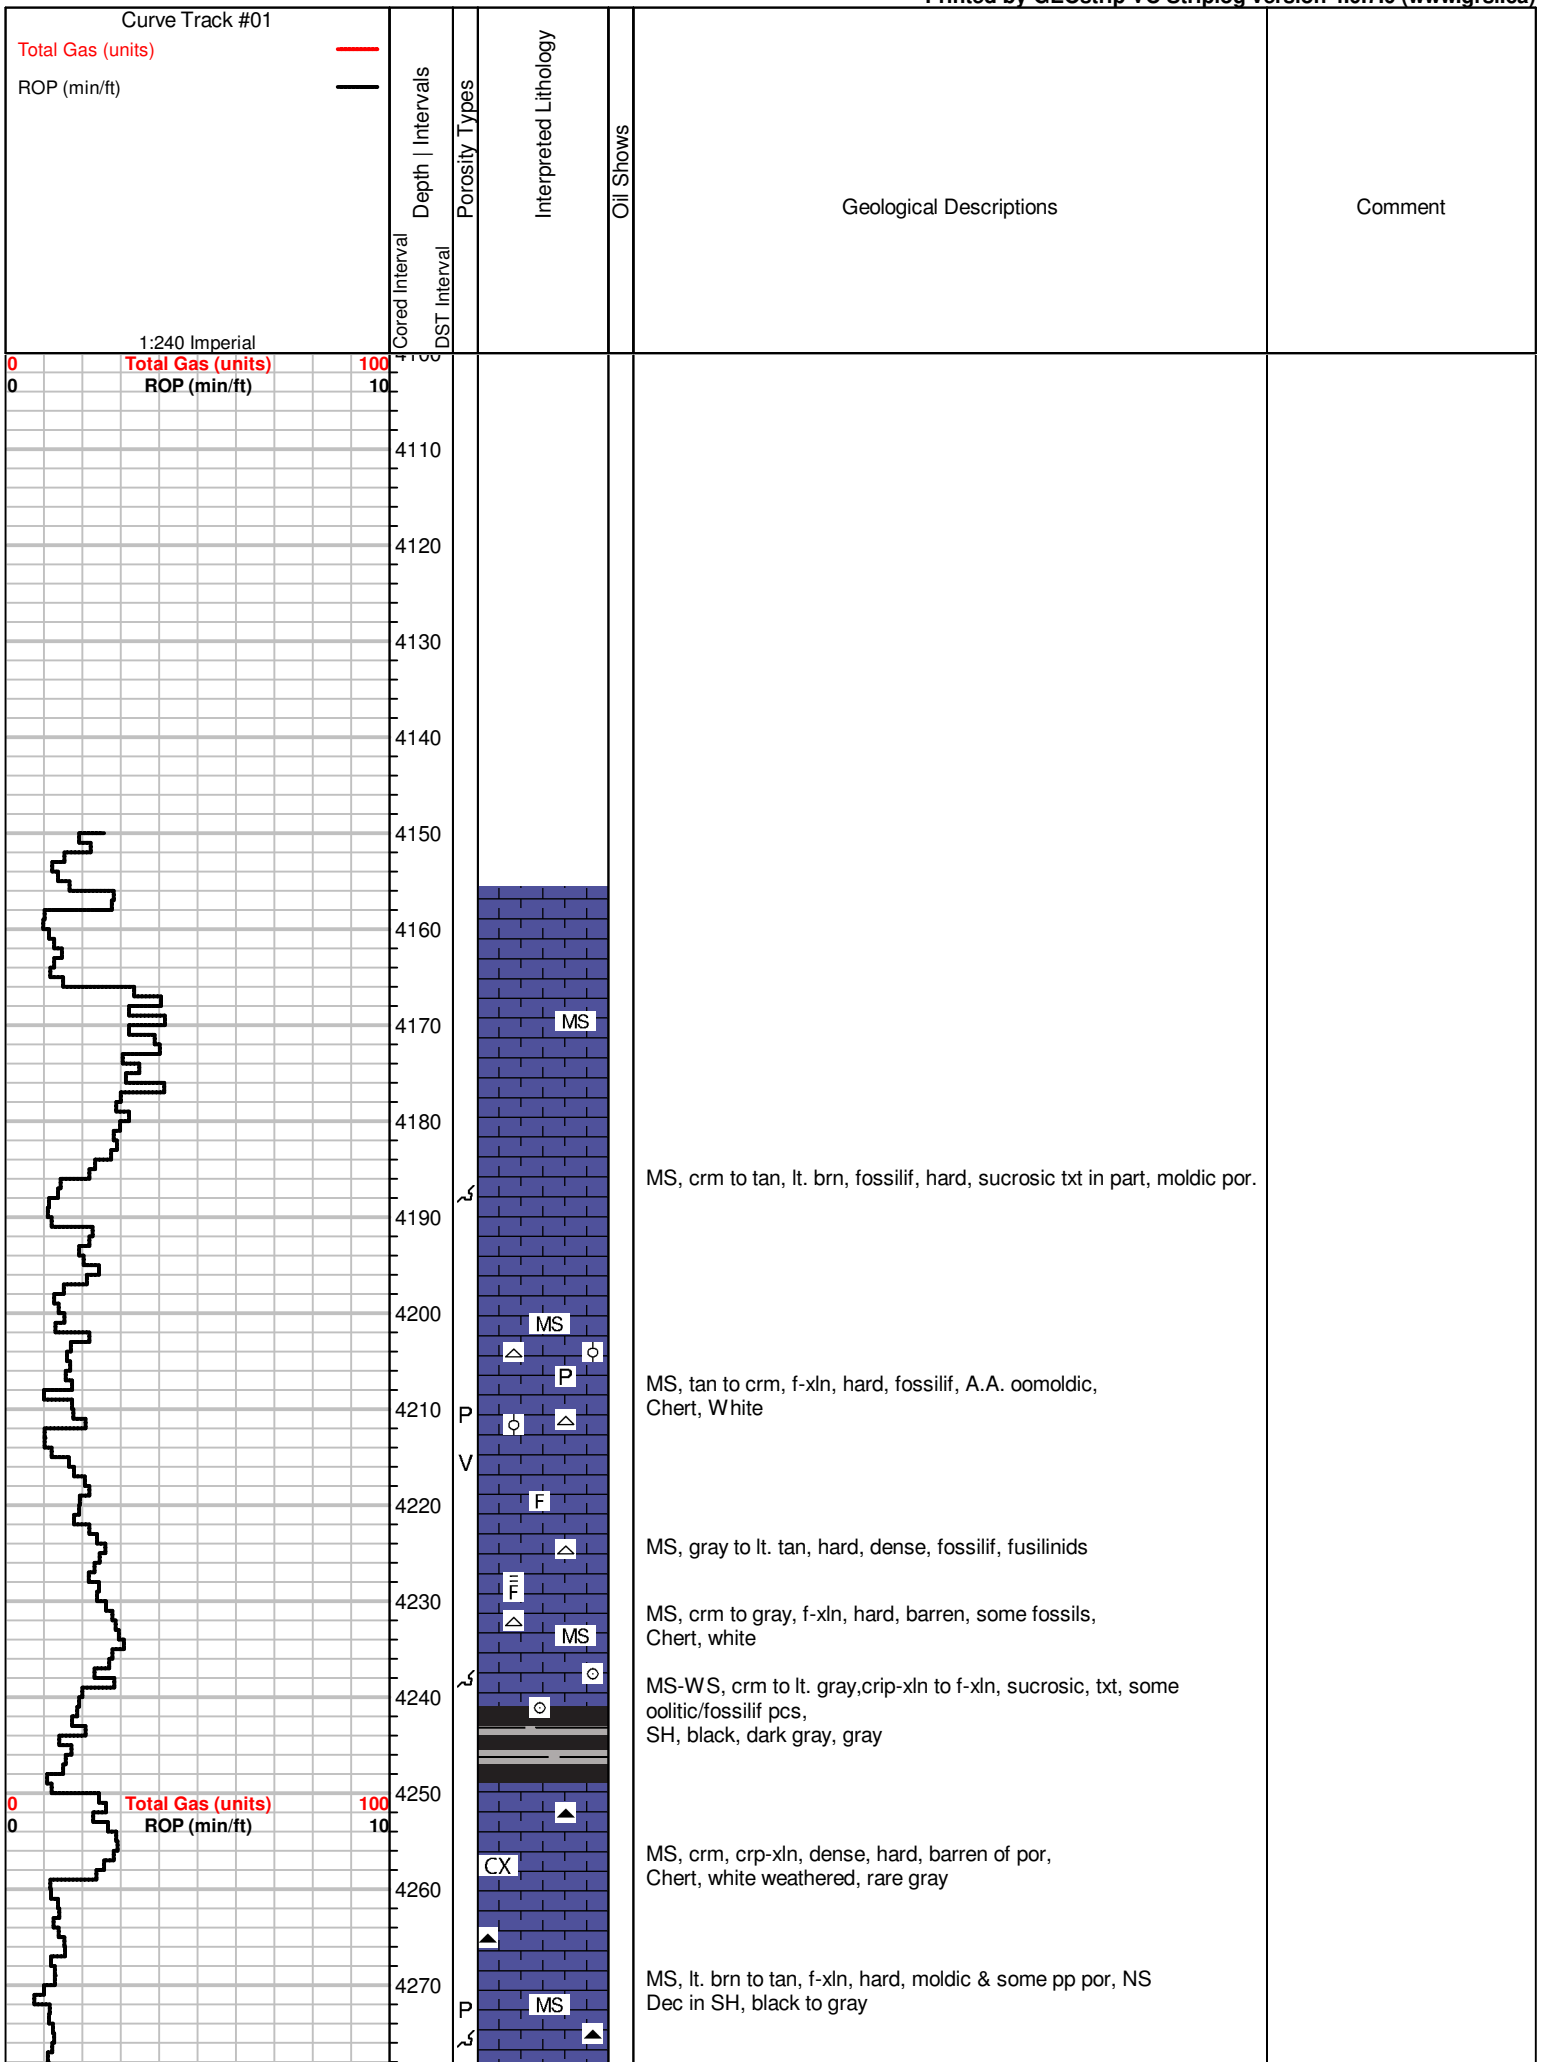 Curve Track #01
Total Gas (units)
ROP (min/ft)
1:240 Imperial
Depth | Intervals
Cored Interval
DST Interval
Porosity Types
Interpreted Lithology
Oil Shows
Geological Descriptions
Comment
0 Total Gas (units) 100
0 ROP (min/ft) 10
4110
4120
4130
4140
4150
4160
4170
MS
4180
MS, crm to tan, lt. brn, fossilif, hard, sucrosic txt in part, moldic por.
4190
4200
MS
P
MS, tan to crm, f-xln, hard, fossilif, A.A. oomoldic,
Chert, White
4210
P
V
4220
F
MS, gray to lt. tan, hard, dense, fossilif, fusilinids
F
4230
MS, crm to gray, f-xln, hard, barren, some fossils,
Chert, white
MS
MS-WS, crm to lt. gray,crip-xln to f-xln, sucrosic, txt, some
oolitic/fossilif pcs,
SH, black, dark gray, gray
4240
4250
0 Total Gas (units) 100
0 ROP (min/ft) 10
MS, crm, crp-xln, dense, hard, barren of por,
Chert, white weathered, rare gray
CX
4260
4270
MS, lt. brn to tan, f-xln, hard, moldic & some pp por, NS
Dec in SH, black to gray
P
MS